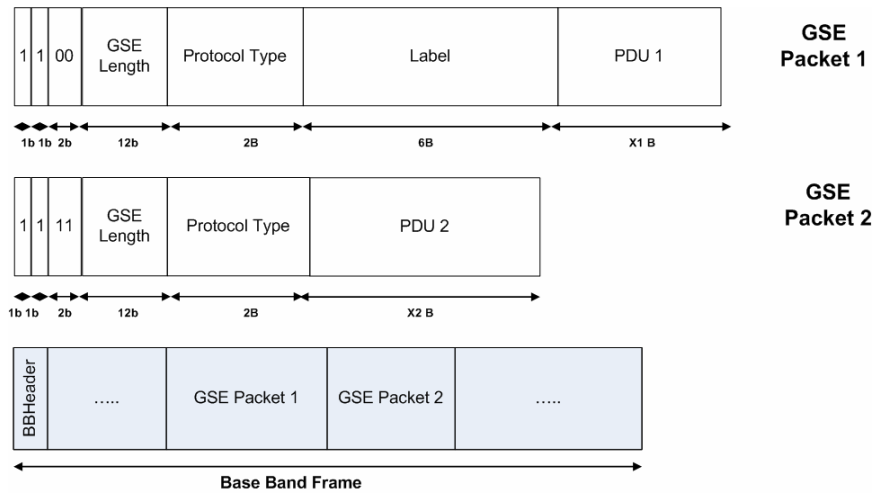 1 1 00 GSE Length Protocol Type Label PDU 1 GSE Packet 1
1b 1b 2b 12b 2B 6B X1 B
1 1 11 GSE Length Protocol Type PDU 2 GSE Packet 2
1b 1b 2b 12b 2B X2 B
BBHeader ..... GSE Packet 1 GSE Packet 2 .....
Base Band Frame